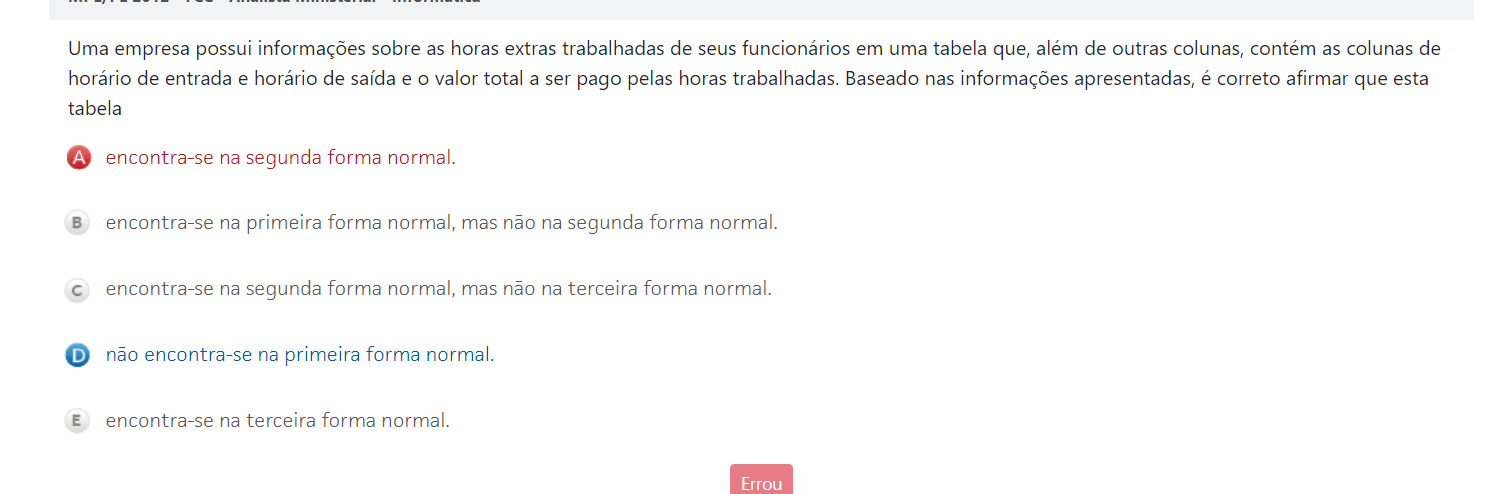 Uma empresa possui informações sobre as horas extras trabalhadas de seus funcionários em uma tabela que, além de outras colunas, contém as colunas de
horário de entrada e horário de saída e o valor total a ser pago pelas horas trabalhadas. Baseado nas informações apresentadas, é correto afirmar que esta
tabela
A encontra-se na segunda forma normal.
B encontra-se na primeira forma normal, mas não na segunda forma normal.
C encontra-se na segunda forma normal, mas não na terceira forma normal.
D não encontra-se na primeira forma normal.
E encontra-se na terceira forma normal.
Errou